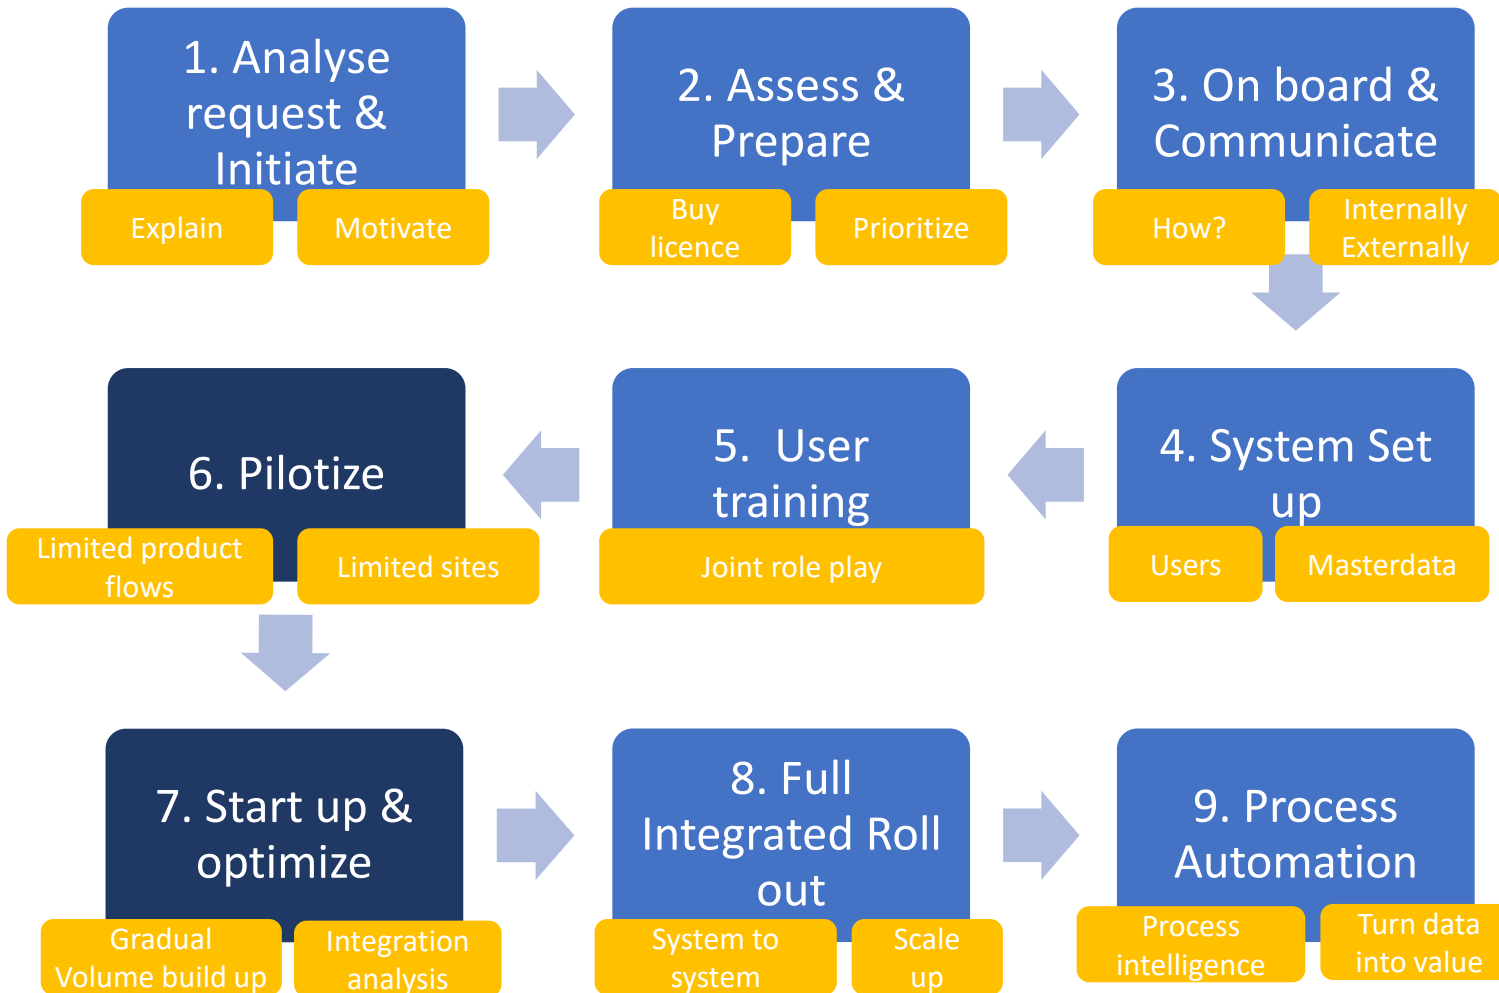 1. Analyse
request &
Initiate
Explain
Motivate
2. Assess &
Prepare
Buy
licence
Prioritize
3. On board &
Communicate
How?
Internally
Externally
4. System Set
up
Users
Masterdata
5. User
training
Joint role play
6. Pilotize
Limited product
flows
Limited sites
7. Start up &
optimize
Gradual
Volume build up
Integration
analysis
8. Full
Integrated Roll
out
System to
system
Scale
up
9. Process
Automation
Process
intelligence
Turn data
into value